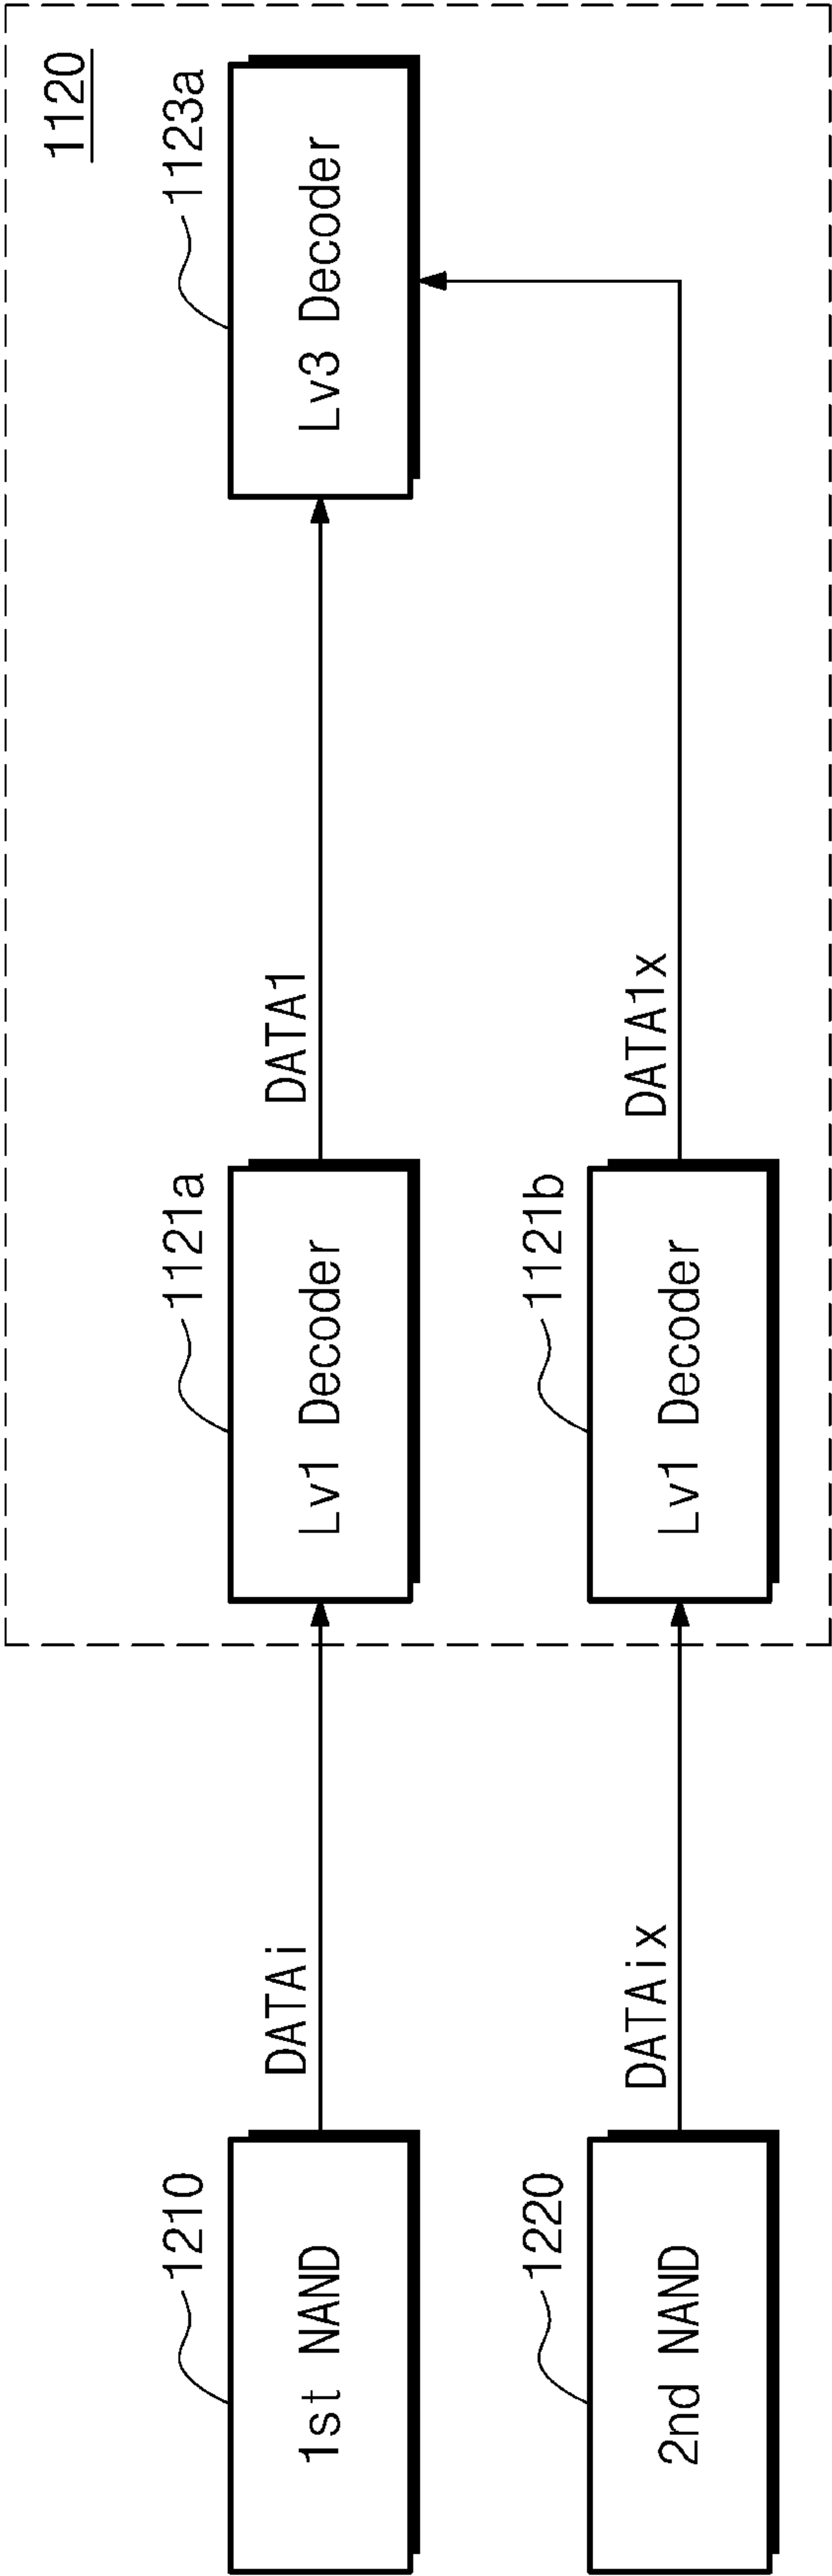 1120
1210
1st NAND
DATAi
1121a
Lv1 Decoder
DATA1
1123a
Lv3 Decoder
1220
2nd NAND
DATAix
1121b
Lv1 Decoder
DATA1x